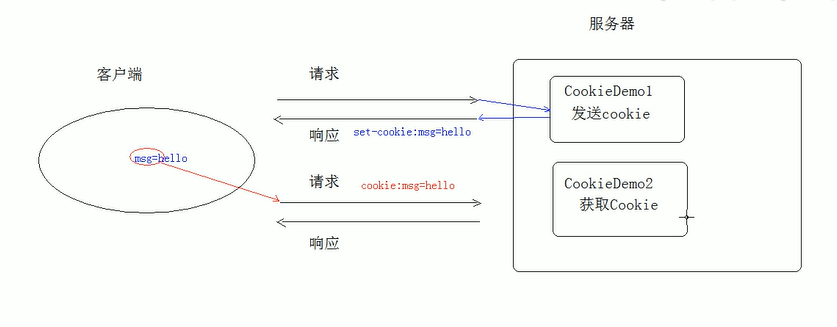 服务器
客户端
请求
CookieDemo1
发送cookie
响应
set-cookie:msg=hello
msg=hello
请求
cookie:msg=hello
CookieDemo2
获取Cookie
响应